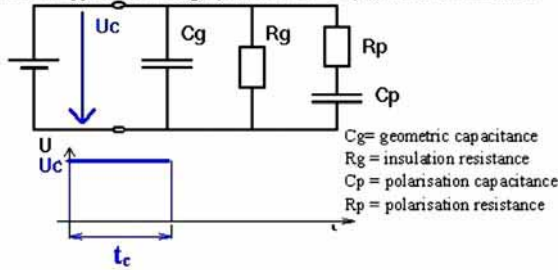 Uc
Cg
Rg
Rp
Cp
U
Uc
tc
Cg= geometric capacitance
Rg = insulation resistance
Cp = polarisation capacitance
Rp = polarisation resistance